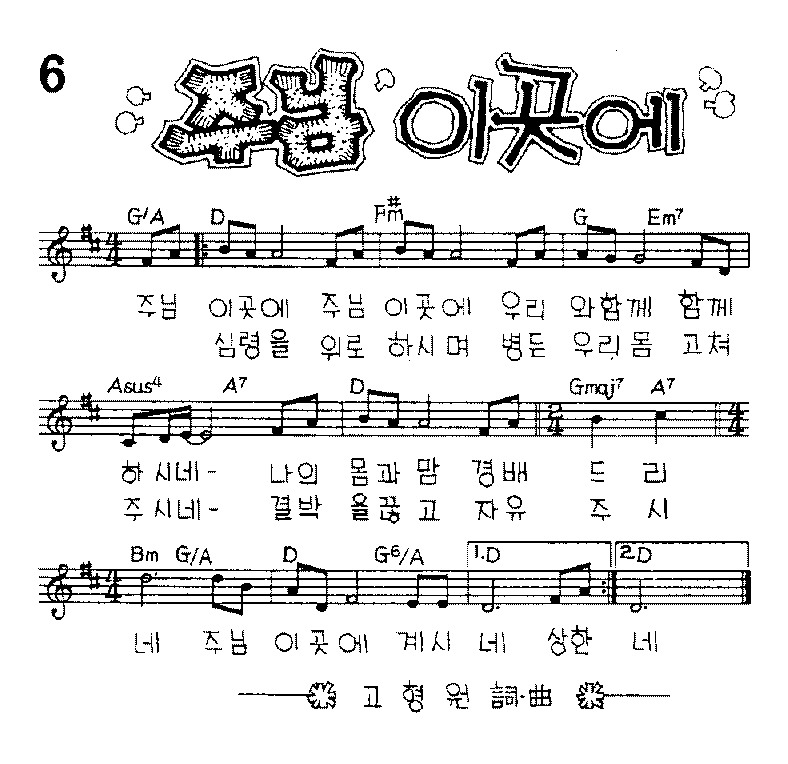 6
주님 이곳에
G/A D F#m G Em7
주님 이곳에 주님 이곳에 우리 와함께 함께
심령을 위로 하시며 병든 우리몸 고쳐
Asus4 A7 D Gmaj7 A7
4/4
하시네- 나의 몸과 맘 경배 드 리
주시네- 결박 을끊고 자유 주 시
Bm G/A D G6/A 1.D 2.D
네 주님 이곳에 계시 네 상한 네
고 형 원 詞·曲